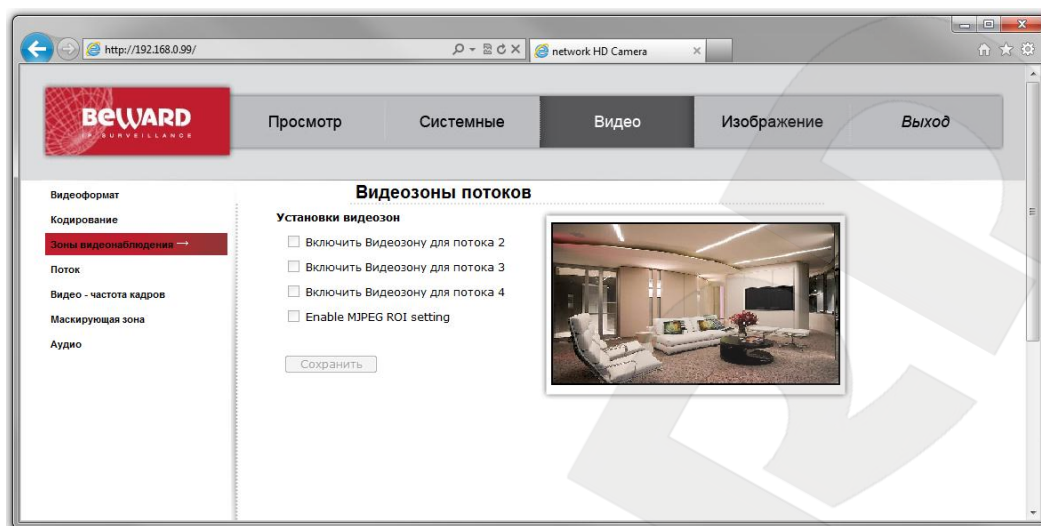 http://192.168.0.99/
network HD Camera
BEWARD
IP SURVEILLANCE
Просмотр
Системные
Видео
Изображение
Выход
Видеоформат
Кодирование
Зоны видеонаблюдения →
Поток
Видео - частота кадров
Маскирующая зона
Аудио
Видеозоны потоков
Установки видеозон
Включить Видеозону для потока 2
Включить Видеозону для потока 3
Включить Видеозону для потока 4
Enable MJPEG ROI setting
Сохранить